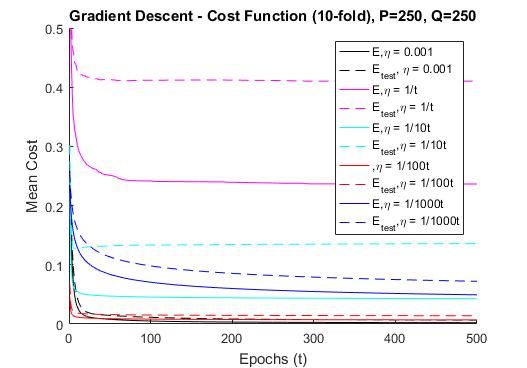 Gradient Descent - Cost Function (10-fold), P=250, Q=250
0.5
0.4
0.3
0.2
0.1
0
Mean Cost
0 100 200 300 400 500
Epochs (t)
E,η = 0.001
E_test, η = 0.001
E,η = 1/t
E_test,η = 1/t
E,η = 1/10t
E_test,η = 1/10t
,η = 1/100t
E_test,η = 1/100t
E,η = 1/1000t
E_test,η = 1/1000t